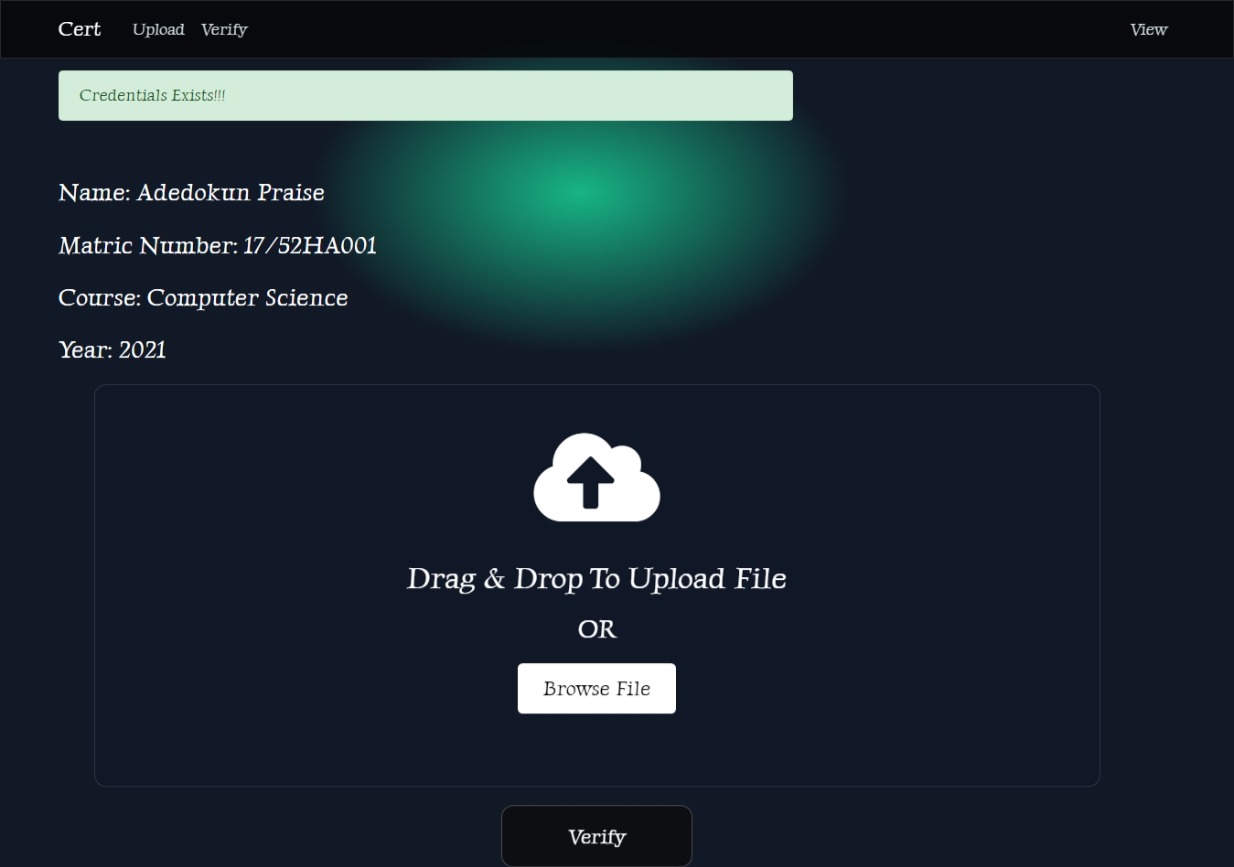 Cert Upload Verify View
Credentials Exists!!!
Name: Adedokun Praise
Matric Number: 17/52HA001
Course: Computer Science
Year: 2021
Drag & Drop To Upload File
OR
Browse File
Verify